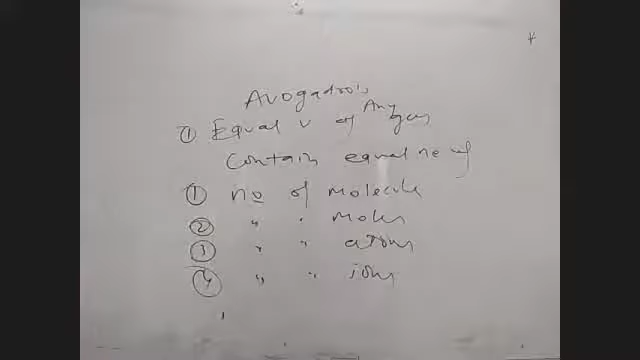 Avogadro's
① Equal v of Any gas
Contain equal no of
① no of molecule
② " " moles
③ " " atoms
④ " " ions